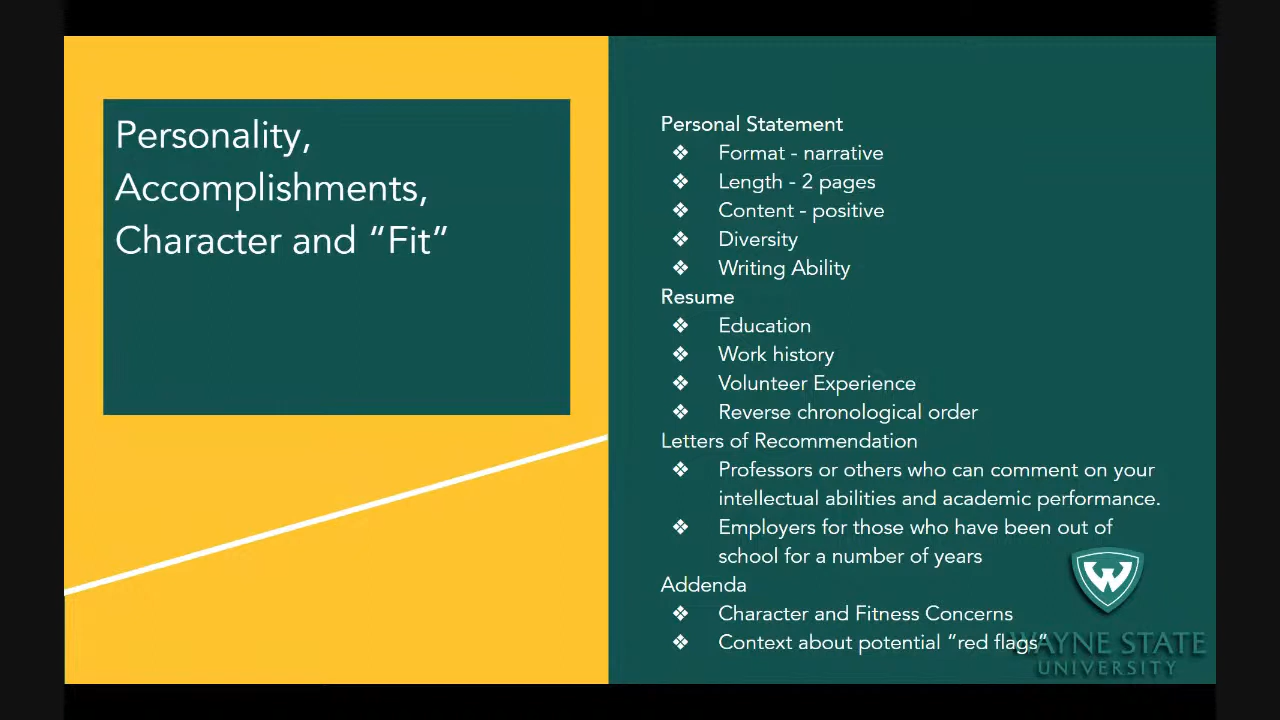 Personality,
Accomplishments,
Character and “Fit”
Personal Statement
❖ Format - narrative
❖ Length - 2 pages
❖ Content - positive
❖ Diversity
❖ Writing Ability
Resume
❖ Education
❖ Work history
❖ Volunteer Experience
❖ Reverse chronological order
Letters of Recommendation
❖ Professors or others who can comment on your
intellectual abilities and academic performance.
❖ Employers for those who have been out of
school for a number of years
Addenda
❖ Character and Fitness Concerns
❖ Context about potential “red flags”
W
WAYNE STATE
UNIVERSITY